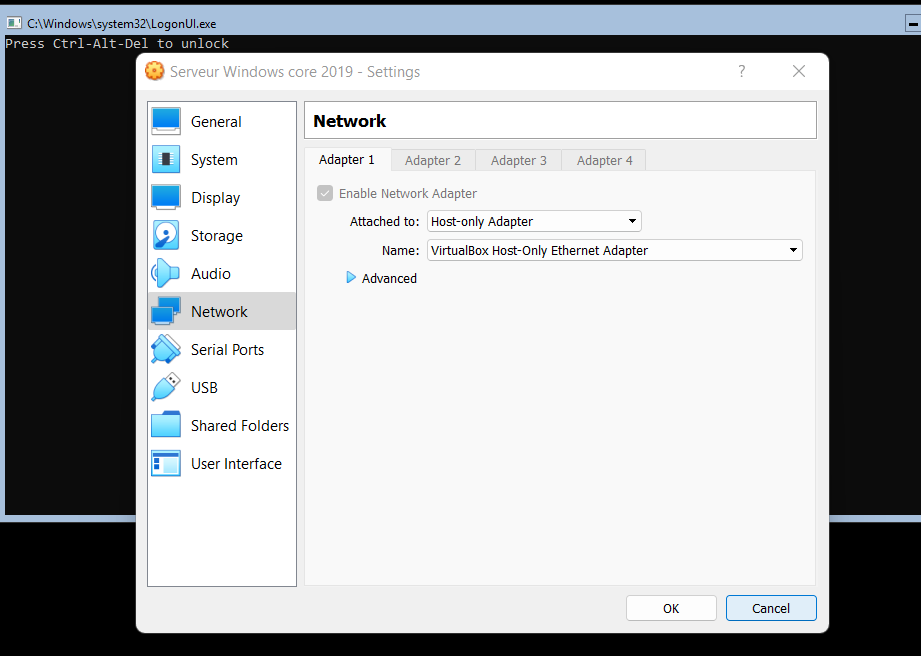 C:\Windows\system32\LogonUI.exe
Press Ctrl-Alt-Del to unlock
Serveur Windows core 2019 - Settings
?
General
System
Display
Storage
Audio
Network
Serial Ports
USB
Shared Folders
User Interface
Network
Adapter 1 Adapter 2 Adapter 3 Adapter 4
Enable Network Adapter
Attached to: Host-only Adapter
Name: VirtualBox Host-Only Ethernet Adapter
Advanced
OK Cancel